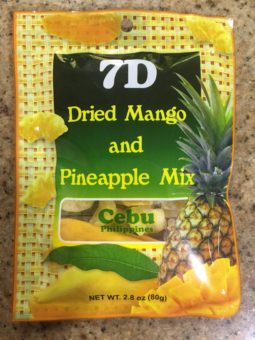 7D
Dried Mango
and
Pineapple Mix
Cebu
Philippines
NET WT. 2.8 oz (80g)